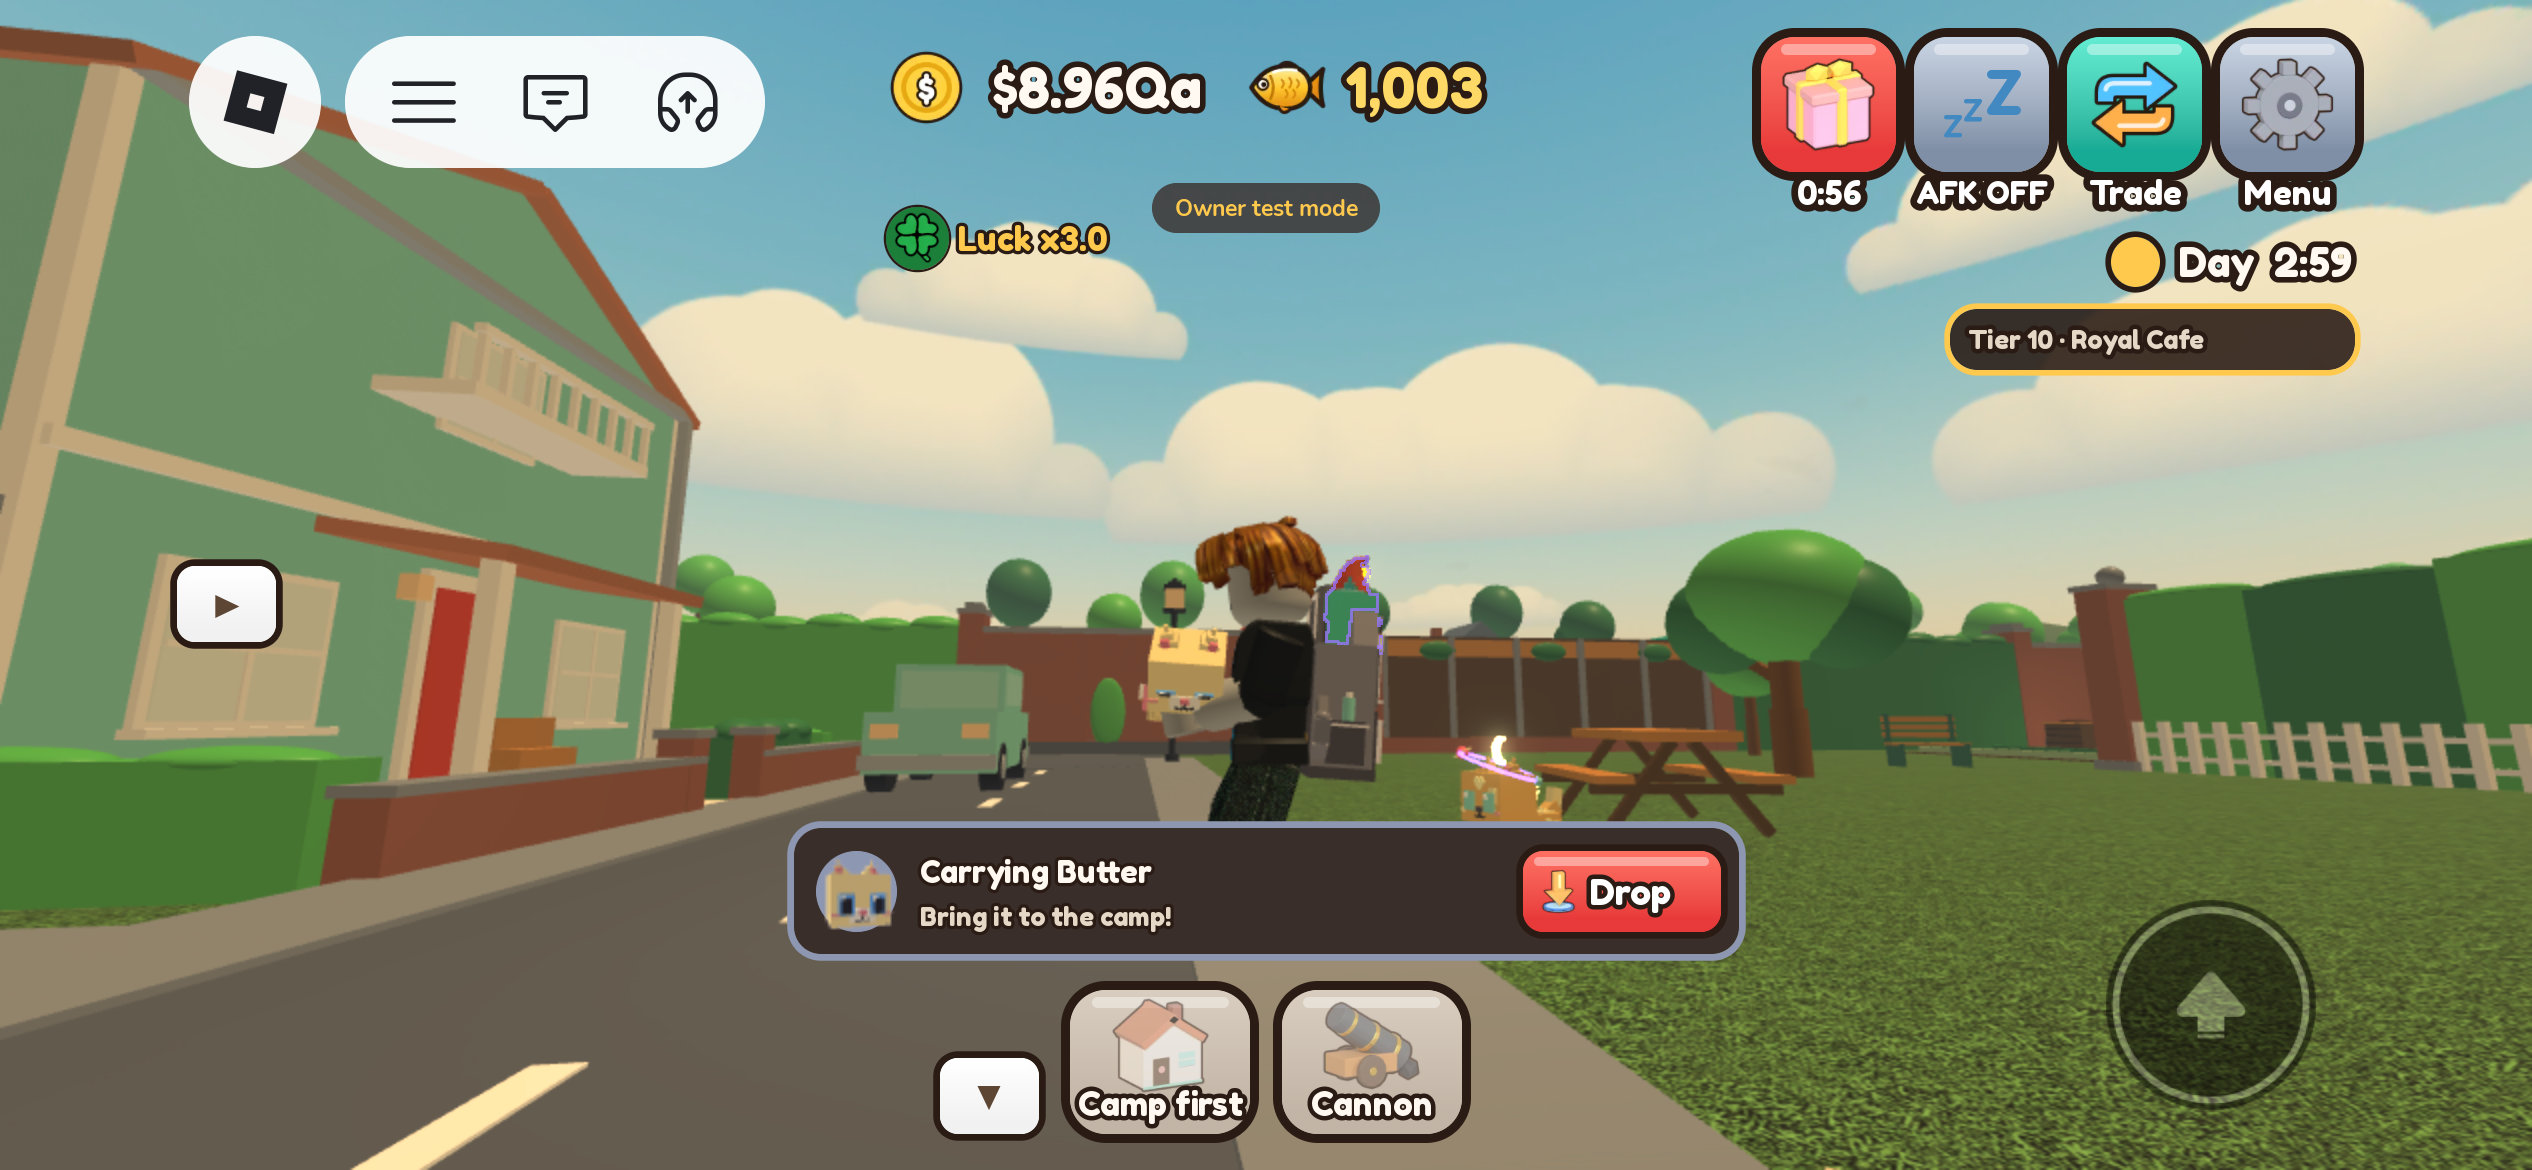 $8.96Qa
1,003
Luck x3.0
Owner test mode
0:56
AFK OFF
Trade
Menu
Day 2:59
Tier 10 · Royal Cafe
Carrying Butter
Bring it to the camp!
Drop
Camp first
Cannon